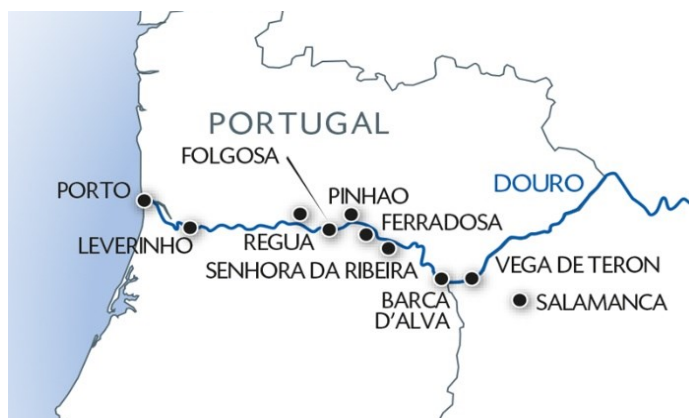 PORTUGAL
FOLGOSA
PORTO
PINHAO
DOURO
FERRADOSA
LEVERINHO
REGUA
SENHORA DA RIBEIRA
VEGA DE TERON
BARCA
D'ALVA
SALAMANCA